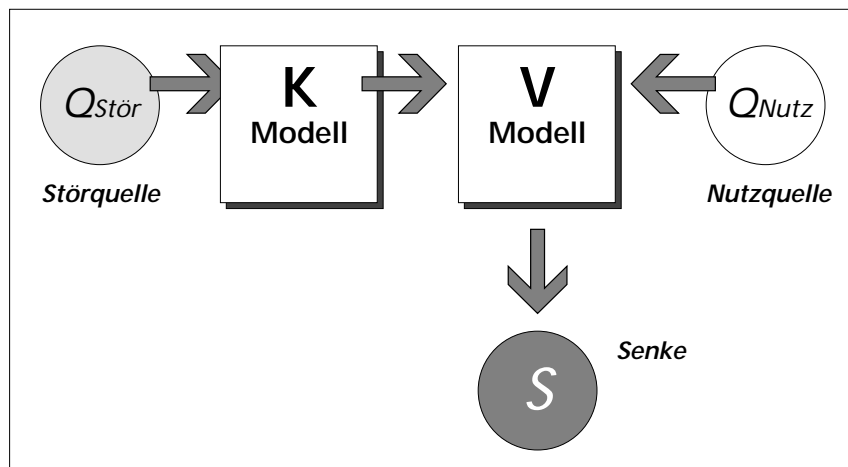 QStör
K
Modell
V
Modell
QNutz
Störquelle
Nutzquelle
Senke
S